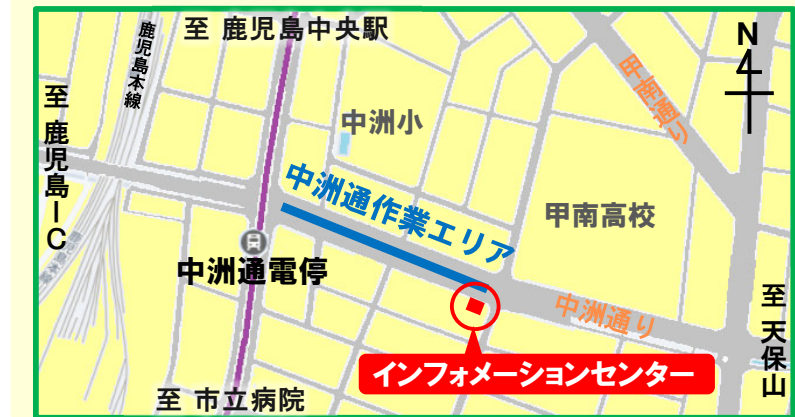 至 鹿児島中央駅
鹿児島本線
N
至 鹿児島IC
中洲小
甲南通り
中洲通作業エリア
甲南高校
中洲通電停
中洲通り
至 天保山
インフォメーションセンター
至 市立病院